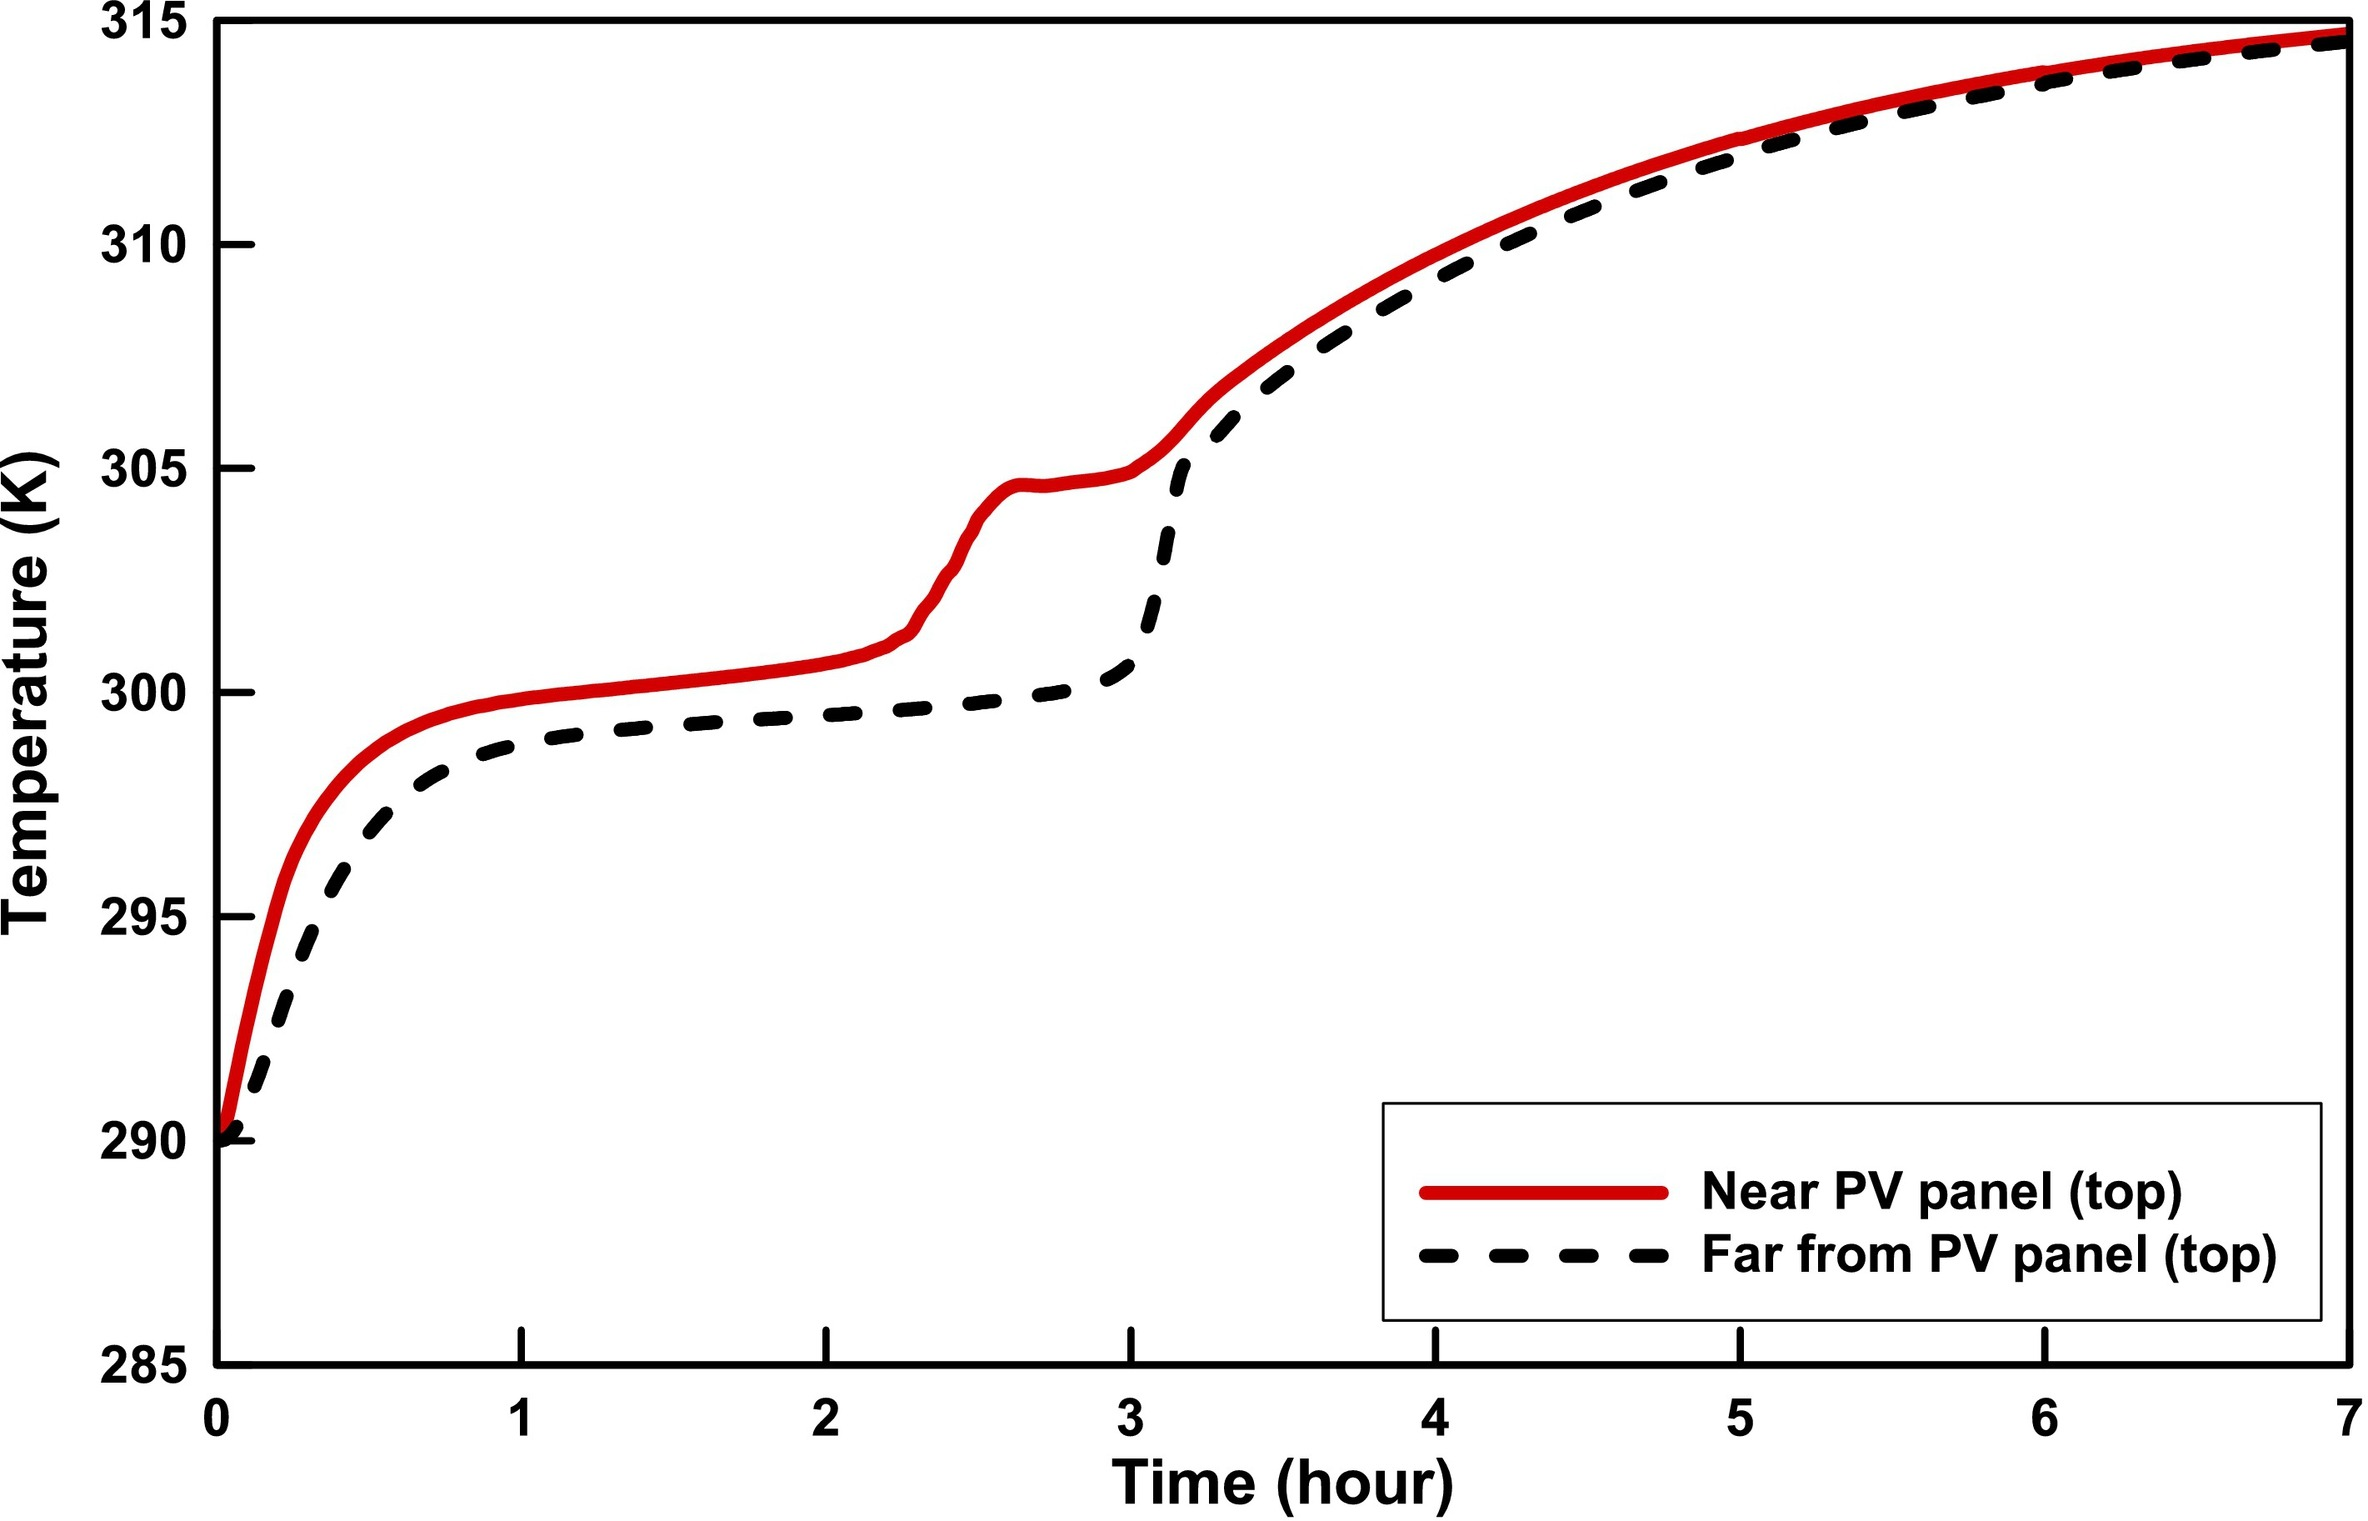 315
310
305
300
295
290
285
Temperature (K)
0 1 2 3 4 5 6 7
Time (hour)
Near PV panel (top)
Far from PV panel (top)